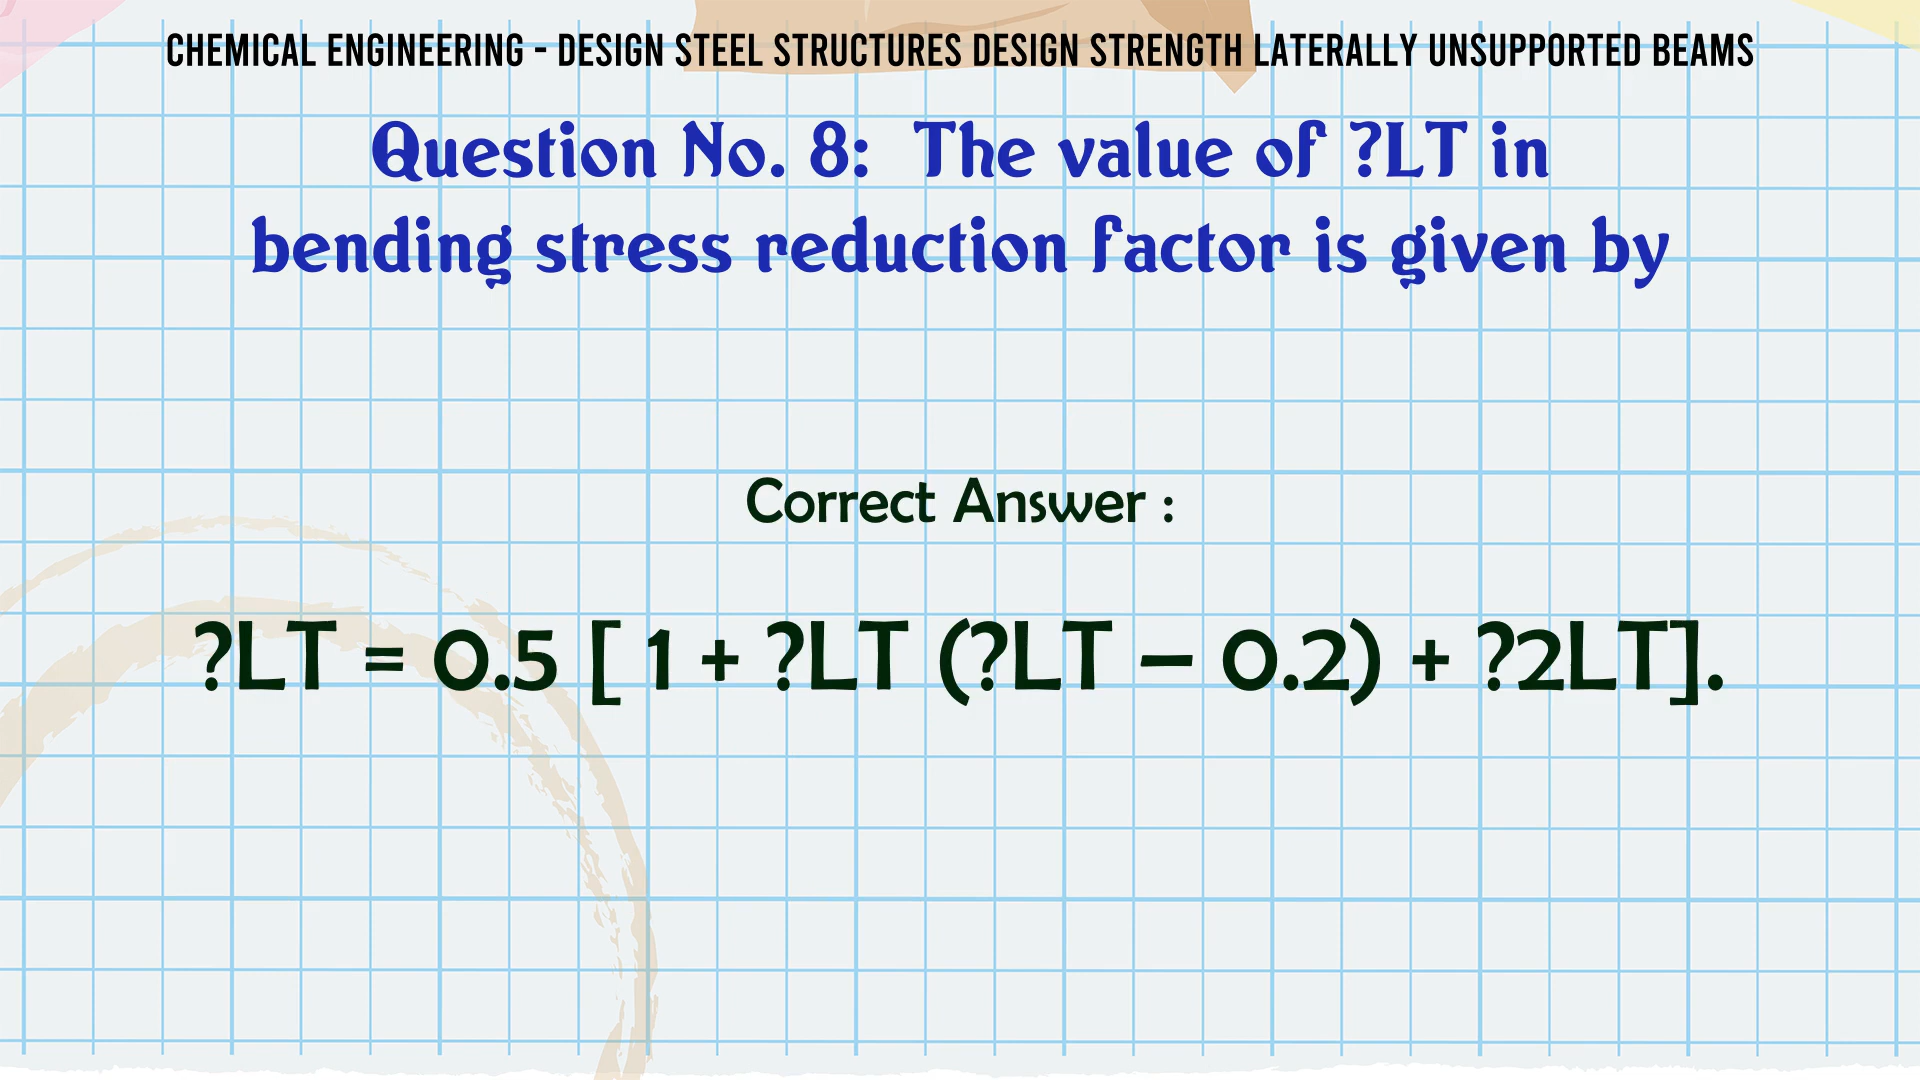 CHEMICAL ENGINEERING - DESIGN STEEL STRUCTURES DESIGN STRENGTH LATERALLY UNSUPPORTED BEAMS
Question No. 8: The value of ?LT in
bending stress reduction factor is given by
Correct Answer :
?LT = 0.5 [ 1 + ?LT (?LT – 0.2) + ?2LT].